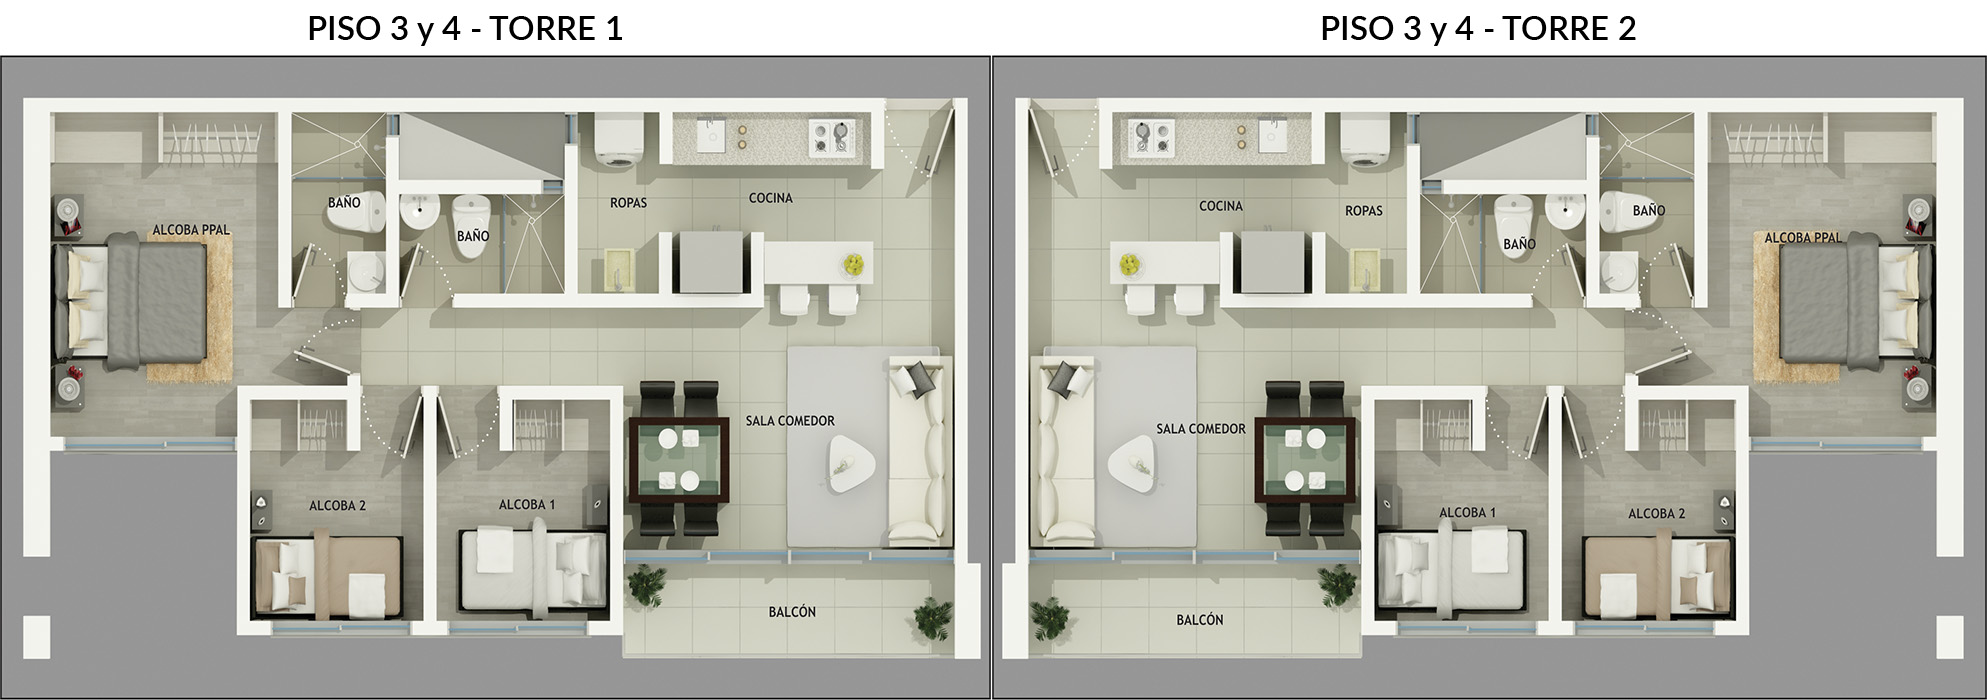 PISO 3 y 4 - TORRE 1
PISO 3 y 4 - TORRE 2
BAÑO
ROPAS
COCINA
ALCOBA PPAL
BAÑO
SALA COMEDOR
ALCOBA 2
ALCOBA 1
BALCÓN
COCINA
ROPAS
BAÑO
ALCOBA PPAL
BAÑO
SALA COMEDOR
ALCOBA 1
ALCOBA 2
BALCÓN